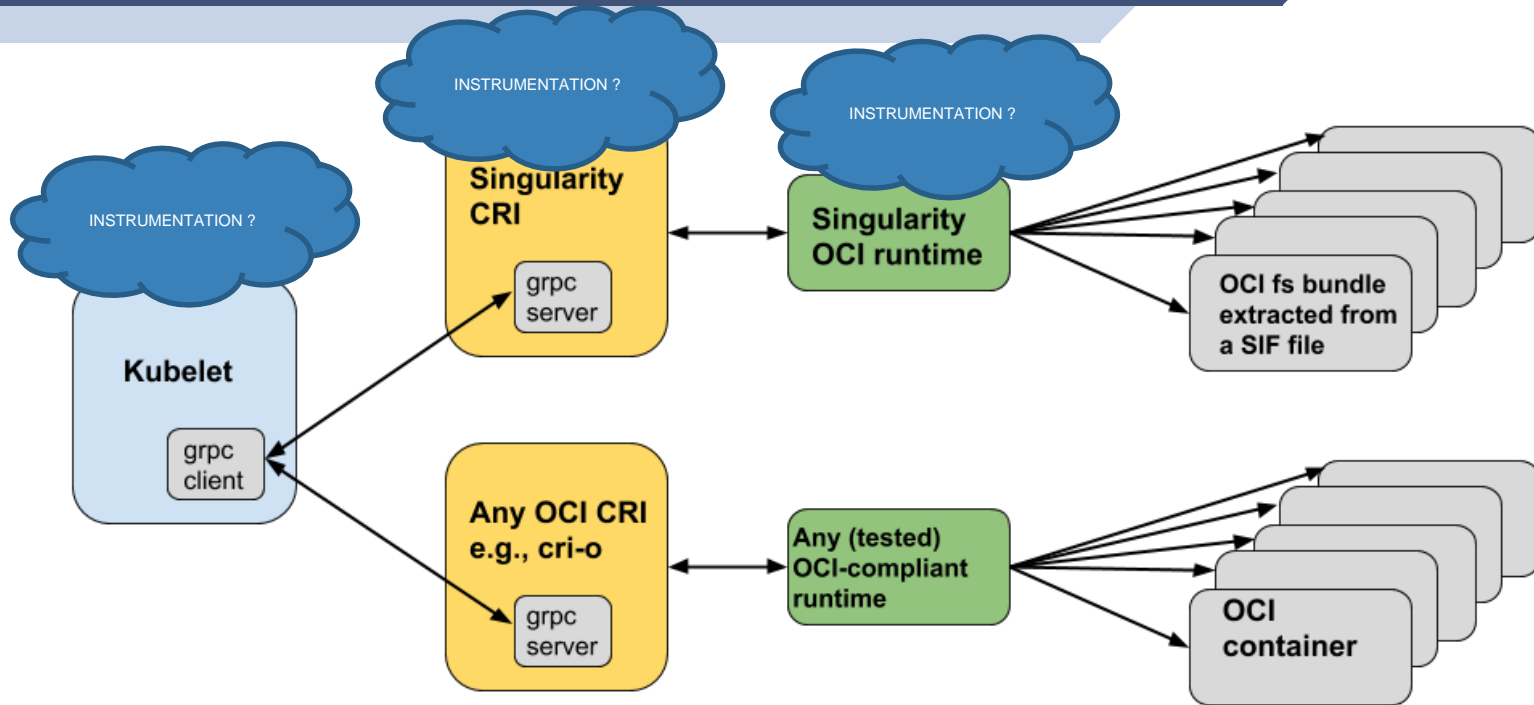 INSTRUMENTATION ?
INSTRUMENTATION ?
INSTRUMENTATION ?
Singularity
CRI
grpc
server
Singularity
OCI runtime
OCI fs bundle
extracted from
a SIF file
Kubelet
grpc
client
Any OCI CRI
e.g., cri-o
grpc
server
Any (tested)
OCI-compliant
runtime
OCI
container